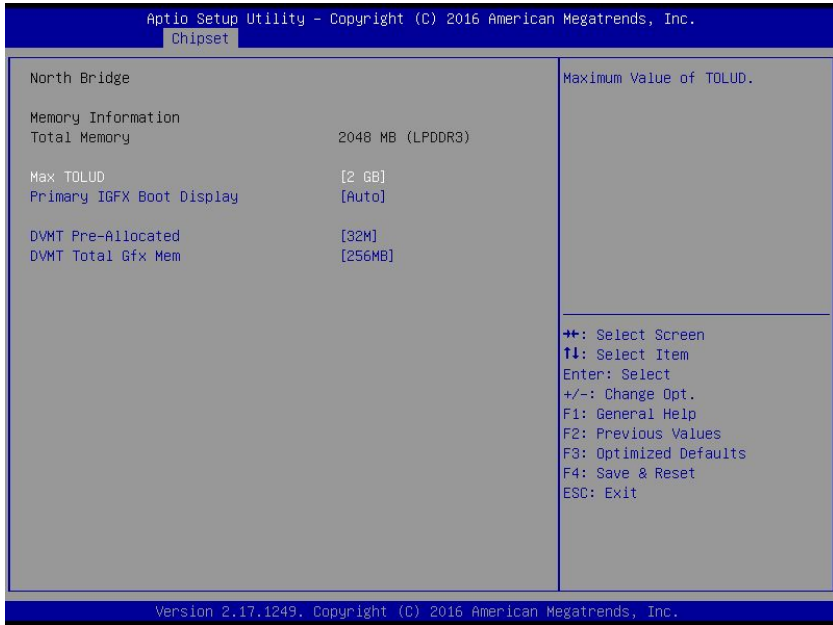 Aptio Setup Utility – Copyright (C) 2016 American Megatrends, Inc.
Chipset
North Bridge
Memory Information
Total Memory 2048 MB (LPDDR3)
Max TOLUD [2 GB]
Primary IGFX Boot Display [Auto]
DVMT Pre-Allocated [32M]
DVMT Total Gfx Mem [256MB]
Maximum Value of TOLUD.
→←: Select Screen
↑↓: Select Item
Enter: Select
+/-: Change Opt.
F1: General Help
F2: Previous Values
F3: Optimized Defaults
F4: Save & Reset
ESC: Exit
Version 2.17.1249. Copyright (C) 2016 American Megatrends, Inc.